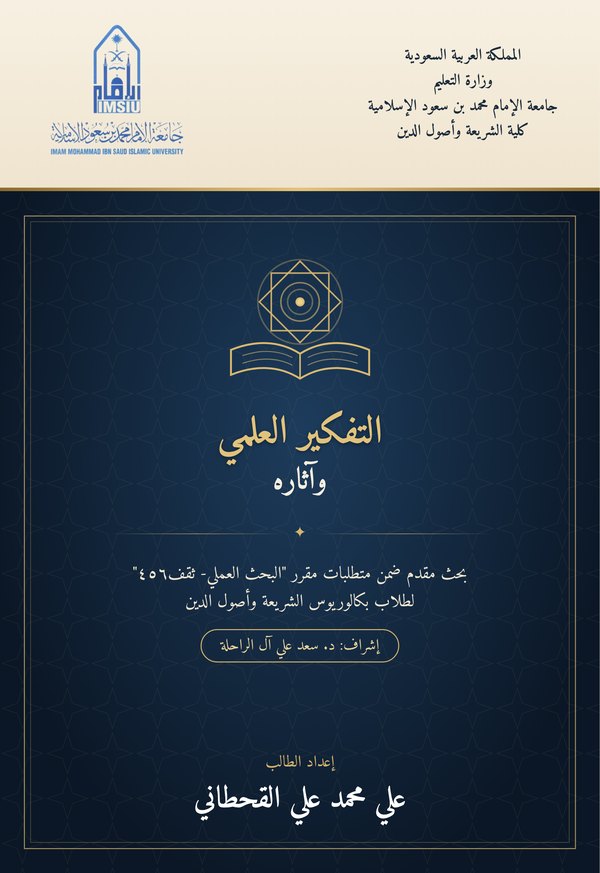 المملكة العربية السعودية
وزارة التعليم
جامعة الإمام محمد بن سعود الإسلامية
كلية الشريعة وأصول الدين
الإمام
IMSIU
جامعة الإمام محمد بن سعود الإسلامية
IMAM MOHAMMAD IBN SAUD ISLAMIC UNIVERSITY
التفكير العلمي
وآثاره
بحث مقدم ضمن متطلبات مقرر "البحث العملي- ثقف٤٥٦"
لطلاب بكالوريوس الشريعة وأصول الدين
إشراف: د. سعد علي آل الراحلة
إعداد الطالب
علي محمد علي القحطاني